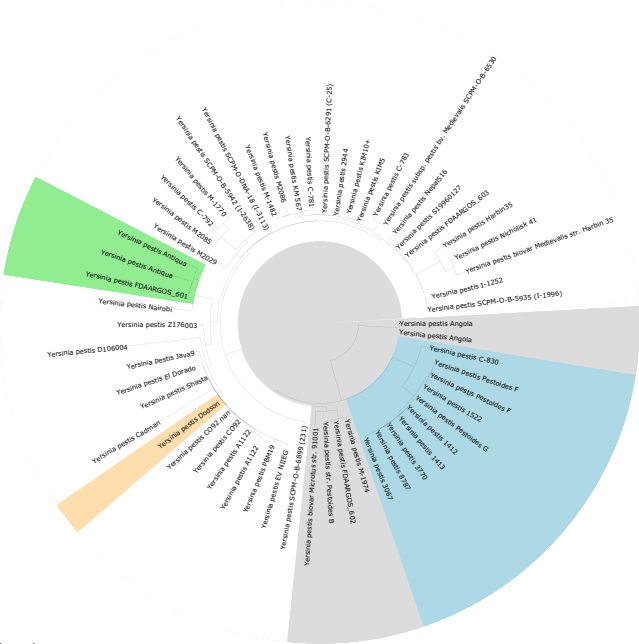 Yersinia pestis SCPM-O-B-6530
Yersinia pestis subsp. pestis bv. Medievalis SCPM-O-B-6530
Yersinia pestis SCPM-O-B-6291 (C-25)
Yersinia pestis 2944
Yersinia pestis KIM10+
Yersinia pestis KIM5
Yersinia pestis C-783
Yersinia pestis Nepal516
Yersinia pestis S19960127
Yersinia pestis FDAARGOS_603
Yersinia pestis Harbin35
Yersinia pestis Nicholisk 41
Yersinia pestis biovar Medievalis str. Harbin 35
Yersinia pestis I-1252
Yersinia pestis SCPM-O-B-5935 (I-1996)
Yersinia pestis Angola
Yersinia pestis Angola
Yersinia pestis C-830
Yersinia pestis Pestoides F
Yersinia pestis Pestoides F
Yersinia pestis 1522
Yersinia pestis Pestoides G
Yersinia pestis 1412
Yersinia pestis 1413
Yersinia pestis 3770
Yersinia pestis 8787
Yersinia pestis 3067
Yersinia pestis M-1974
Yersinia pestis FDAARGOS_602
Yersinia pestis str. Pestoides B
Yersinia pestis biovar Microtus str. 91001
Yersinia pestis SCPM-O-B-6899 (231)
Yersinia pestis EV NIIEG
Yersinia pestis PBM19
Yersinia pestis A1122
Yersinia pestis A1122
Yersinia pestis CO92
Yersinia pestis CO92 nan
Yersinia pestis Dodson
Yersinia pestis Cadman
Yersinia pestis Shasta
Yersinia pestis El Dorado
Yersinia pestis Java9
Yersinia pestis D106004
Yersinia pestis Z176003
Yersinia pestis Nairobi
Yersinia pestis FDAARGOS_601
Yersinia pestis Antiqua
Yersinia pestis Antiqua
Yersinia pestis M2029
Yersinia pestis M2085
Yersinia pestis C-792
Yersinia pestis M-1770
Yersinia pestis SCPM-O-B-5942 (I-2638)
Yersinia pestis SCPM-O-DNA-18 (I-3113)
Yersinia pestis M-1482
Yersinia pestis M2086
Yersinia pestis KM 567
Yersinia pestis C-781